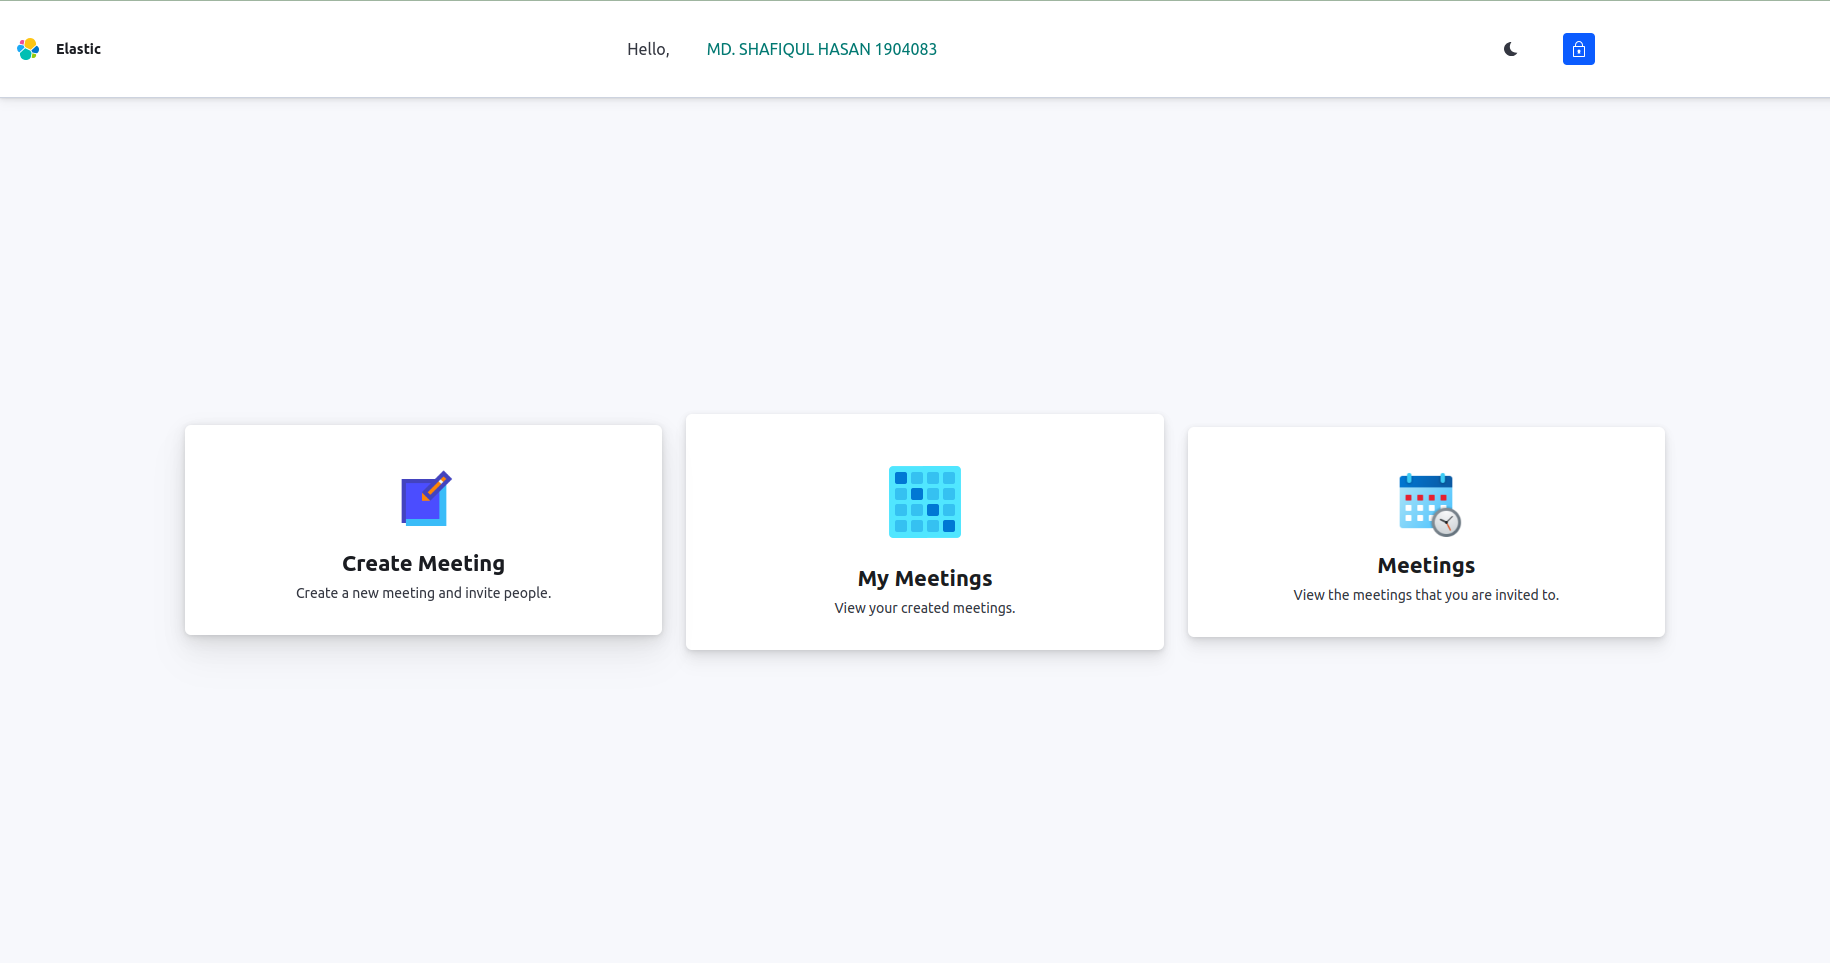 Elastic
Hello, MD. SHAFIQUL HASAN 1904083
Create Meeting
Create a new meeting and invite people.
My Meetings
View your created meetings.
Meetings
View the meetings that you are invited to.